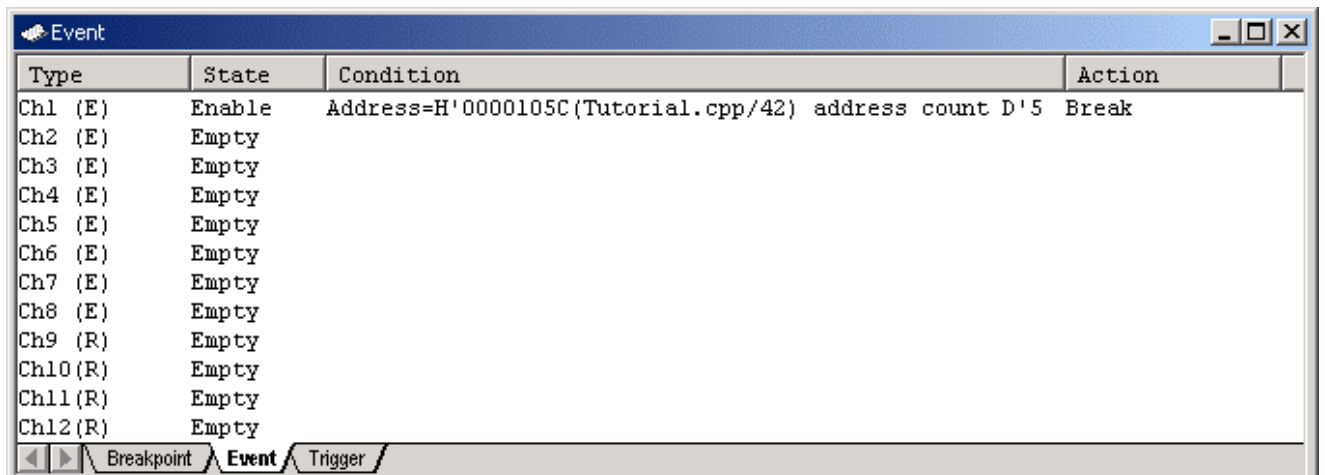 Event
Type State Condition Action
Ch1 (E) Enable Address=H'0000105C(Tutorial.cpp/42) address count D'5 Break
Ch2 (E) Empty
Ch3 (E) Empty
Ch4 (E) Empty
Ch5 (E) Empty
Ch6 (E) Empty
Ch7 (E) Empty
Ch8 (E) Empty
Ch9 (R) Empty
Ch10(R) Empty
Ch11(R) Empty
Ch12(R) Empty
Breakpoint Event Trigger